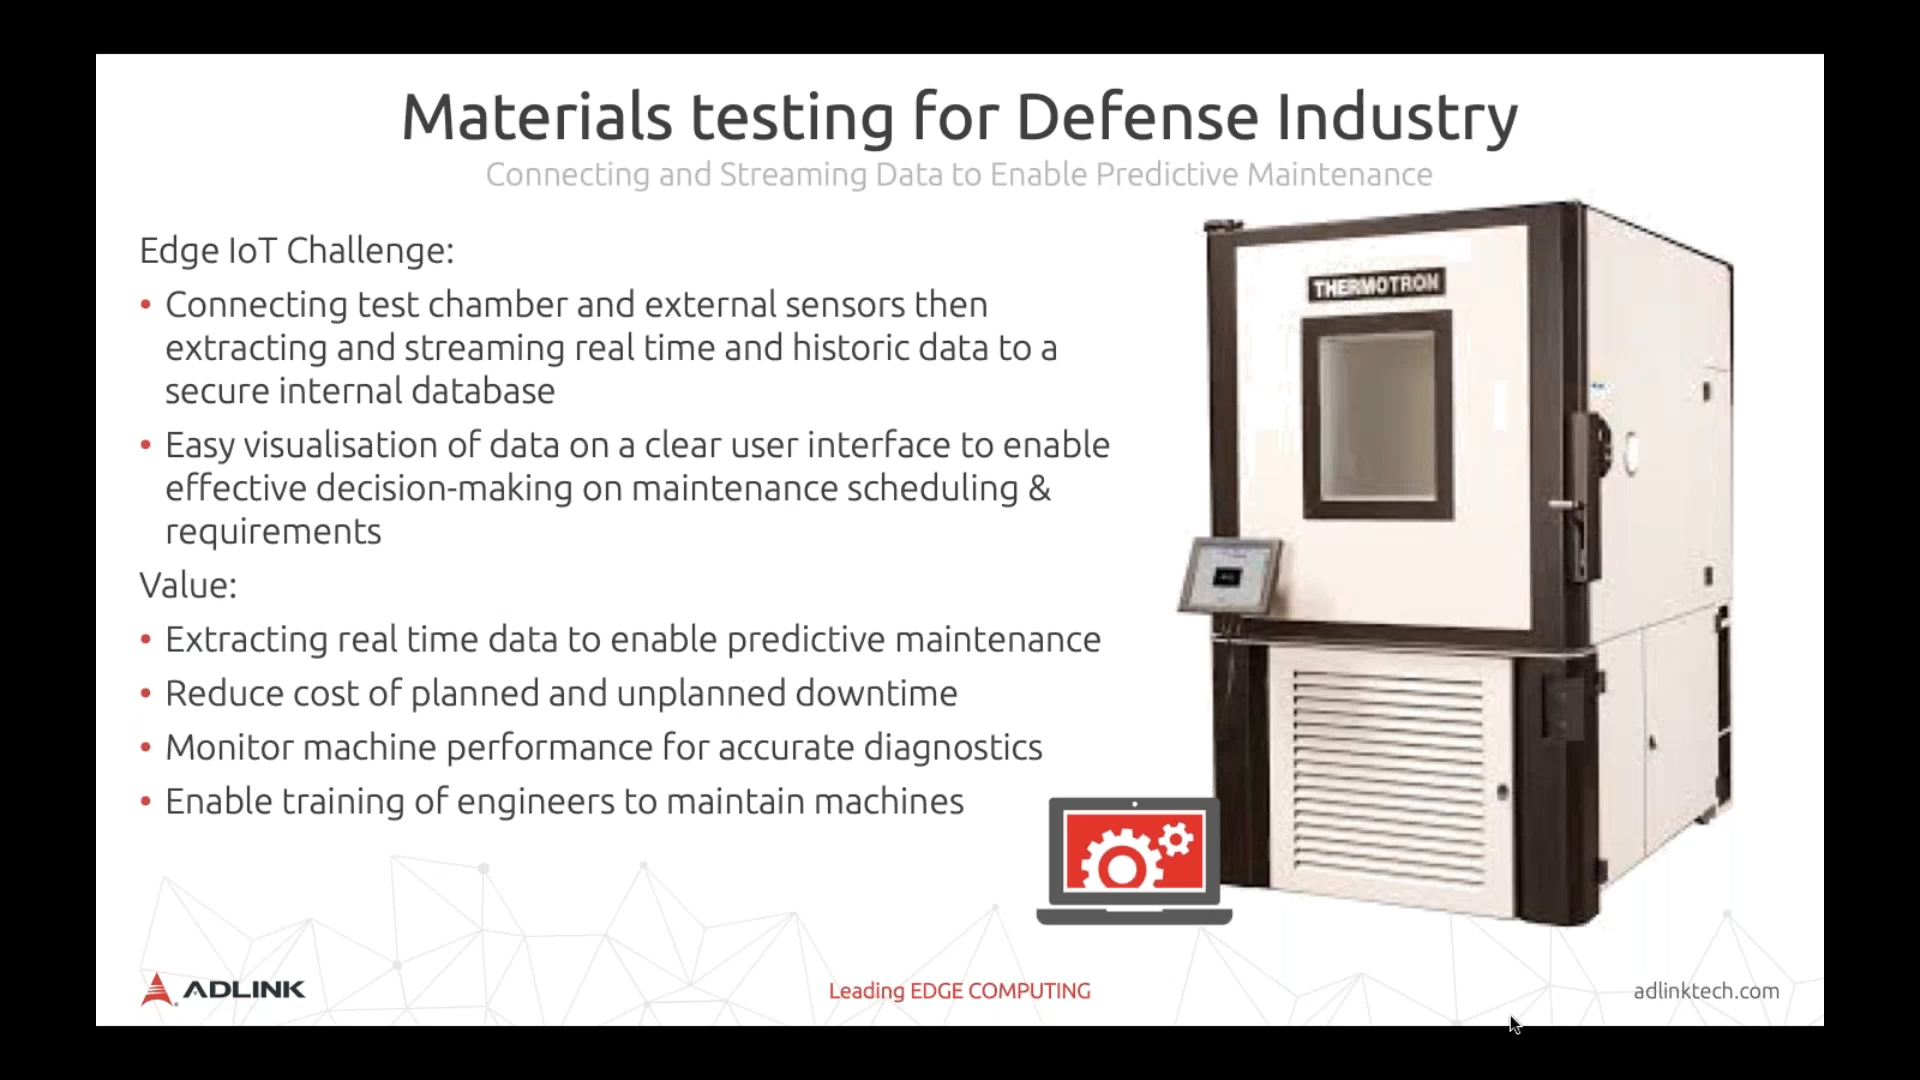 Materials testing for Defense Industry
Connecting and Streaming Data to Enable Predictive Maintenance
Edge IoT Challenge:
• Connecting test chamber and external sensors then
extracting and streaming real time and historic data to a
secure internal database
• Easy visualisation of data on a clear user interface to enable
effective decision-making on maintenance scheduling &
requirements
Value:
• Extracting real time data to enable predictive maintenance
• Reduce cost of planned and unplanned downtime
• Monitor machine performance for accurate diagnostics
• Enable training of engineers to maintain machines
THERMOTRON
ADLINK
Leading EDGE COMPUTING
adlinktech.com